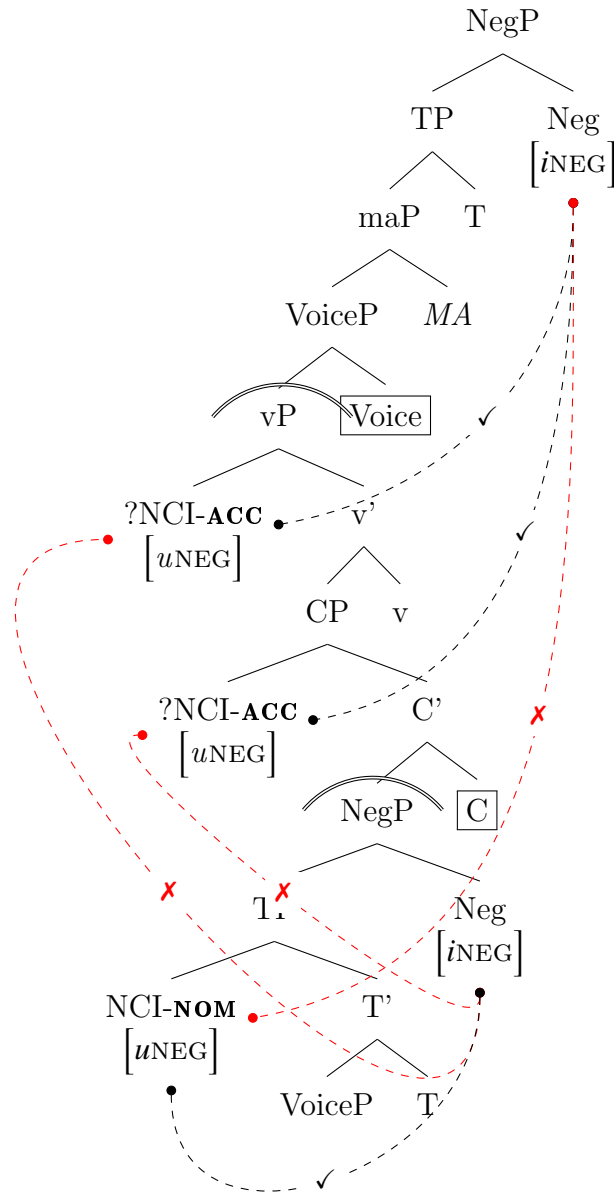 NegP
TP Neg
[iNEG]
maP T
VoiceP MA
vP Voice
✓
?NCI-ACC v'
[uNEG]
✓
CP v
?NCI-ACC C'
[uNEG]
✗
NegP C
✗ ✗
Neg
[iNEG]
NCI-NOM T'
[uNEG]
VoiceP T
✓